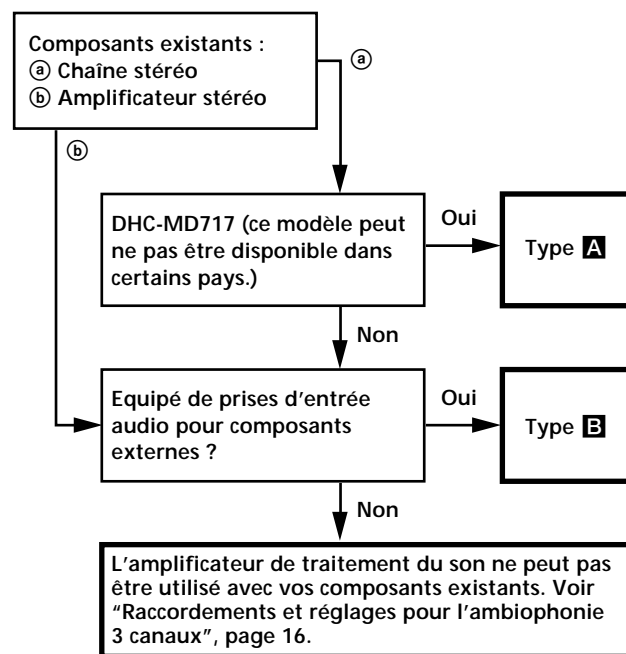 Composants existants :
ⓐ Chaîne stéréo
ⓑ Amplificateur stéréo
ⓐ
ⓑ
DHC-MD717 (ce modèle peut
ne pas être disponible dans
certains pays.)
Oui
Type A
Non
Equipé de prises d'entrée
audio pour composants
externes ?
Oui
Type B
Non
L'amplificateur de traitement du son ne peut pas
être utilisé avec vos composants existants. Voir
“Raccordements et réglages pour l'ambiophonie
3 canaux”, page 16.